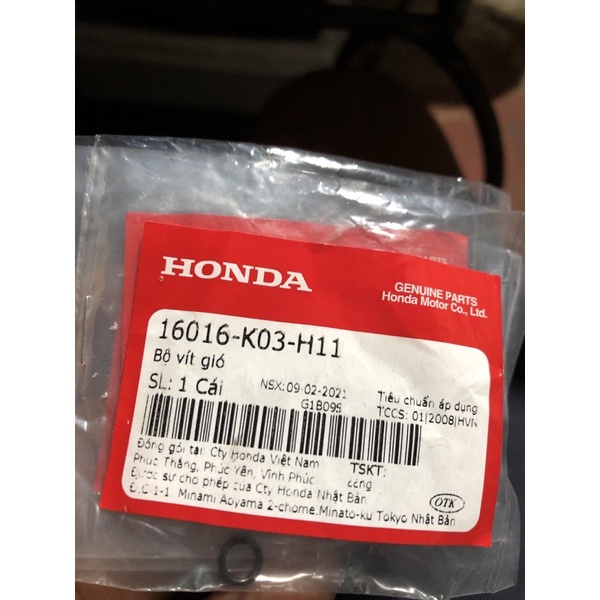 PARTS
HONDA
GENUINE PARTS
Honda Motor Co., Ltd.
16016-K03-H11
Bộ vít gió
SL: 1 Cái
NSX: 09-02-2021
G1B09S
Tiêu chuẩn áp dụng
TCCS: 01|2008|HVN
Đóng gói tại: Cty Honda Việt Nam
Phúc Thắng, Phúc Yên, Vĩnh Phúc
TSKT:
Được sự cho phép của Cty Honda Nhật Bản
Đ.C 1-1, Minami Aoyama 2-chome, Minato-ku Tokyo Nhật Bản
OTK